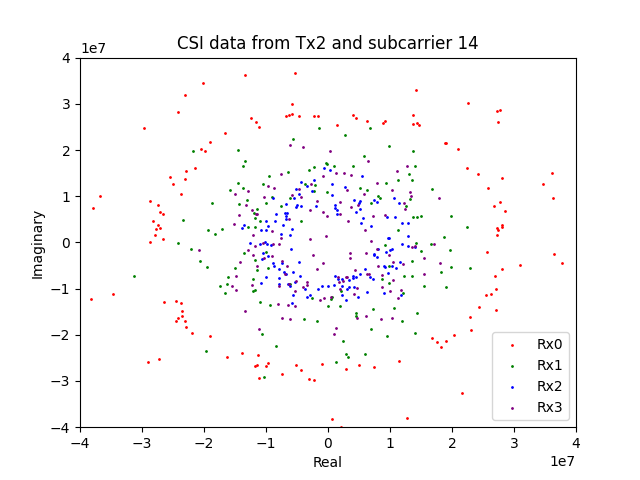 CSI data from Tx2 and subcarrier 14
1e7
4
3
2
1
0
−1
−2
−3
−4
Imaginary
−4 −3 −2 −1 0 1 2 3 4
Real
1e7
Rx0
Rx1
Rx2
Rx3